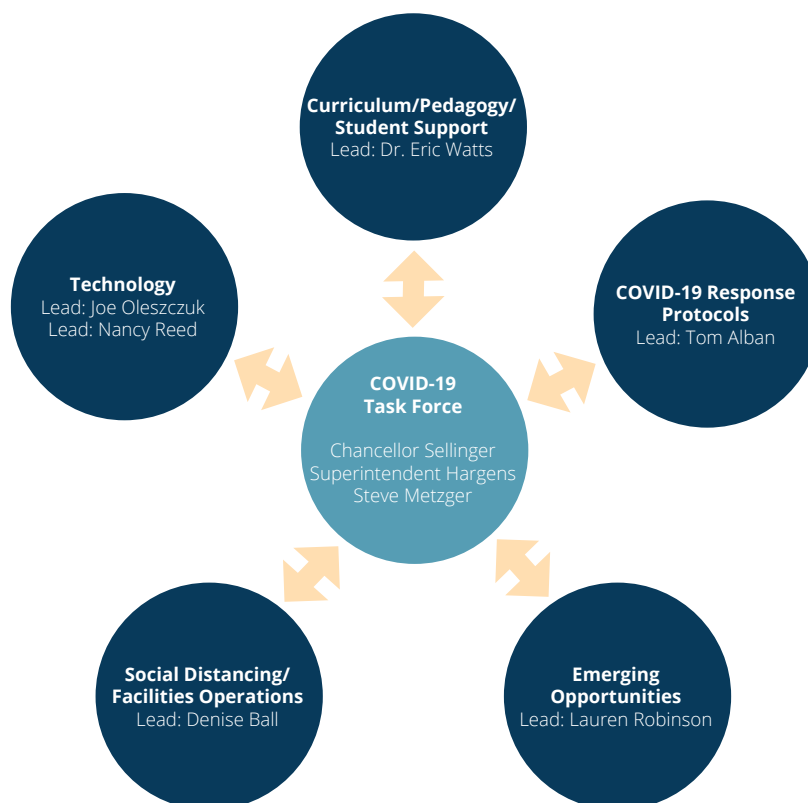 Curriculum/Pedagogy/
Student Support
Lead: Dr. Eric Watts
Technology
Lead: Joe Oleszczuk
Lead: Nancy Reed
COVID-19 Response
Protocols
Lead: Tom Alban
COVID-19
Task Force
Chancellor Sellinger
Superintendent Hargens
Steve Metzger
Social Distancing/
Facilities Operations
Lead: Denise Ball
Emerging
Opportunities
Lead: Lauren Robinson